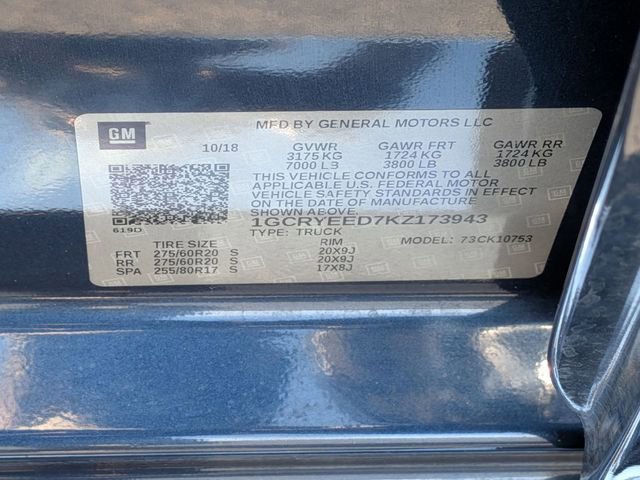 GM
MFD BY GENERAL MOTORS LLC
10/18 GVWR GAWR FRT GAWR RR
3175 KG 1724 KG 1724 KG
7000 LB 3800 LB 3800 LB
THIS VEHICLE CONFORMS TO ALL
APPLICABLE U.S. FEDERAL MOTOR
VEHICLE SAFETY STANDARDS IN EFFECT
ON THE DATE OF MANUFACTURE
SHOWN ABOVE.
1GCRYEED7KZ173943
619D
TYPE: TRUCK MODEL: 73CK10753
TIRE SIZE RIM
FRT 275/60R20 S 20X9J
RR 275/60R20 S 20X9J
SPA 255/80R17 S 17X8J